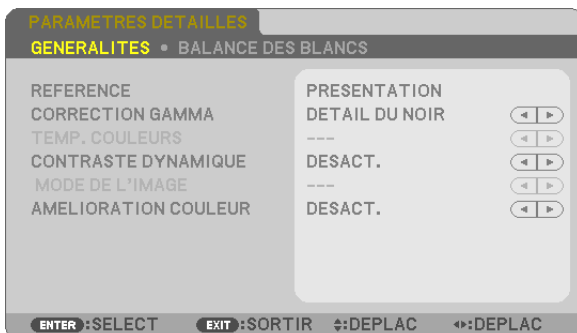 PARAMETRES DETAILLES
GENERALITES • BALANCE DES BLANCS
REFERENCE PRESENTATION
CORRECTION GAMMA DETAIL DU NOIR
TEMP. COULEURS ---
CONTRASTE DYNAMIQUE DESACT.
MODE DE L'IMAGE ---
AMELIORATION COULEUR DESACT.
ENTER :SELECT EXIT :SORTIR :DEPLAC :DEPLAC